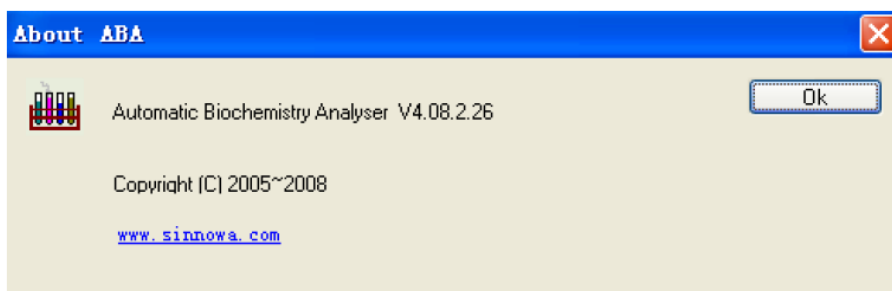 About ABA
Ok
Automatic Biochemistry Analyser V4.08.2.26
Copyright (C) 2005~2008
www.sinnowa.com